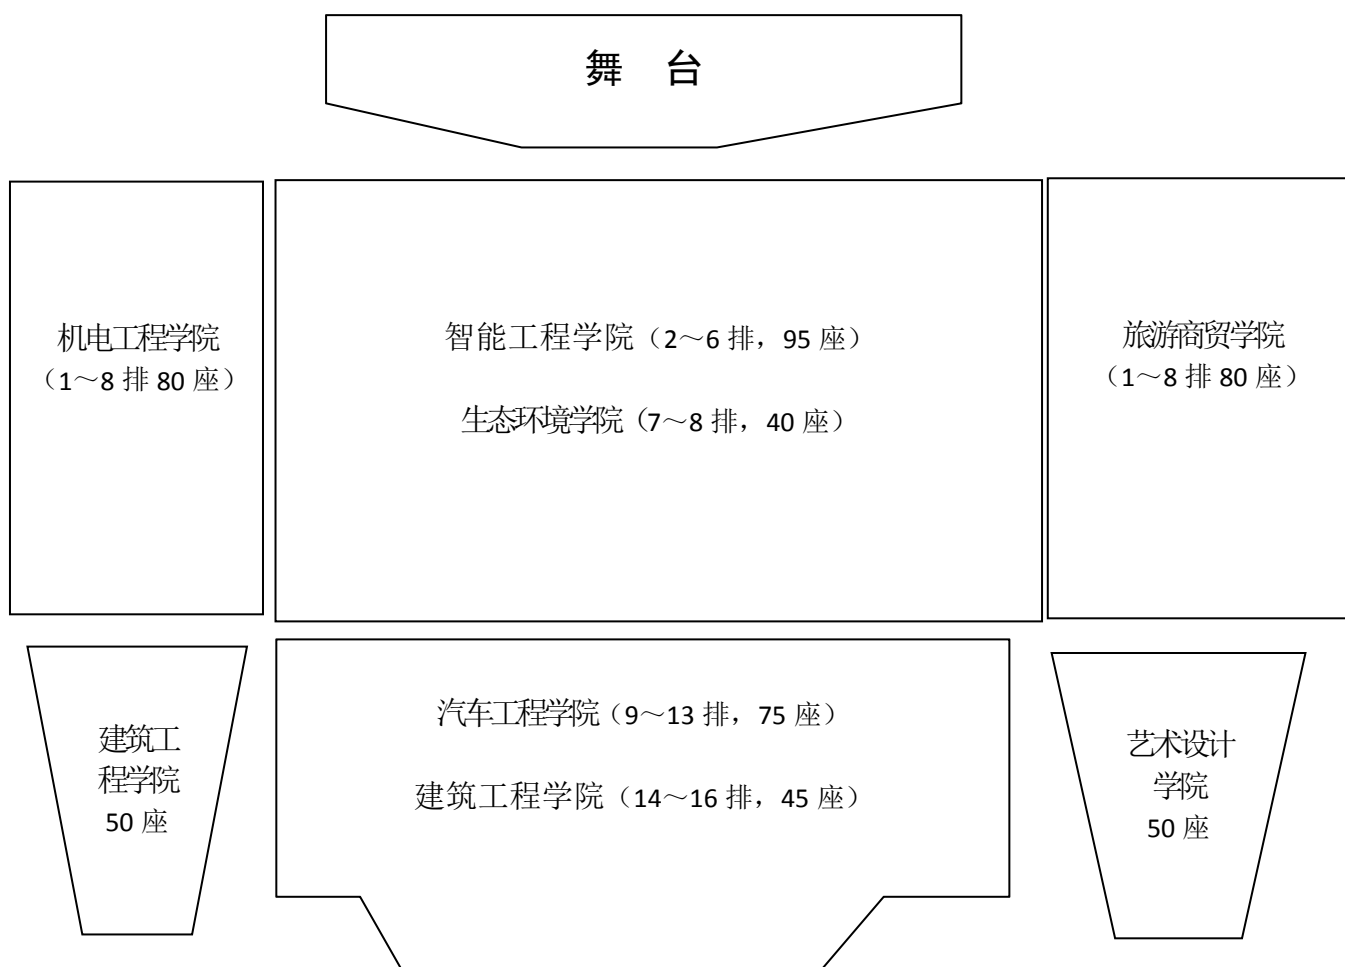 舞 台
机电工程学院
（1～8 排 80 座）
智能工程学院（2～6 排，95 座）
生态环境学院（7～8 排，40 座）
旅游商贸学院
（1～8 排 80 座）
建筑工
程学院
50 座
汽车工程学院（9～13 排，75 座）
建筑工程学院（14～16 排，45 座）
艺术设计
学院
50 座